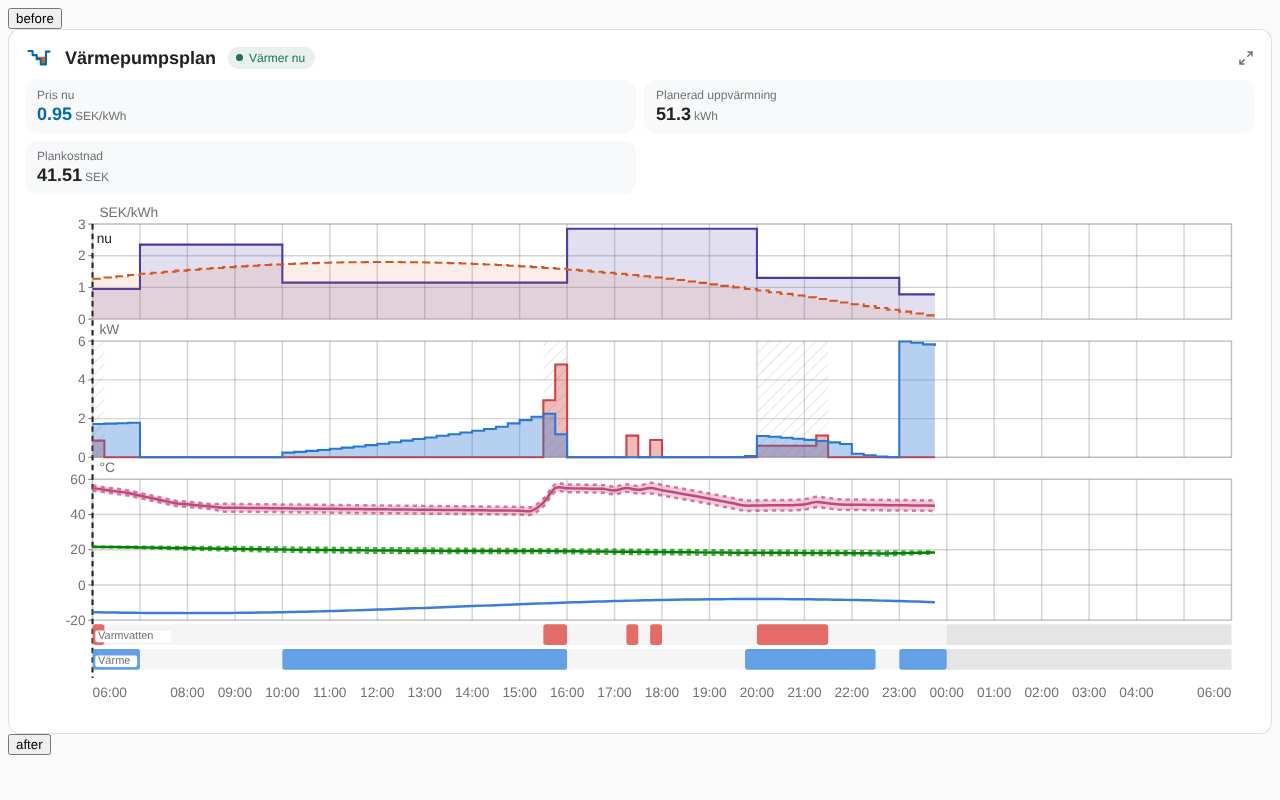 before
Värmepumpsplan
Värmer nu
Pris nu
0.95 SEK/kWh
Planerad uppvärmning
51.3 kWh
Plankostnad
41.51 SEK
SEK/kWh
3
nu
2
1
0
kW
6
4
2
0
°C
60
40
20
0
-20
Varmvatten
Värme
06:00 08:00 09:00 10:00 11:00 12:00 13:00 14:00 15:00 16:00 17:00 18:00 19:00 20:00 21:00 22:00 23:00 00:00 01:00 02:00 03:00 04:00 06:00
after